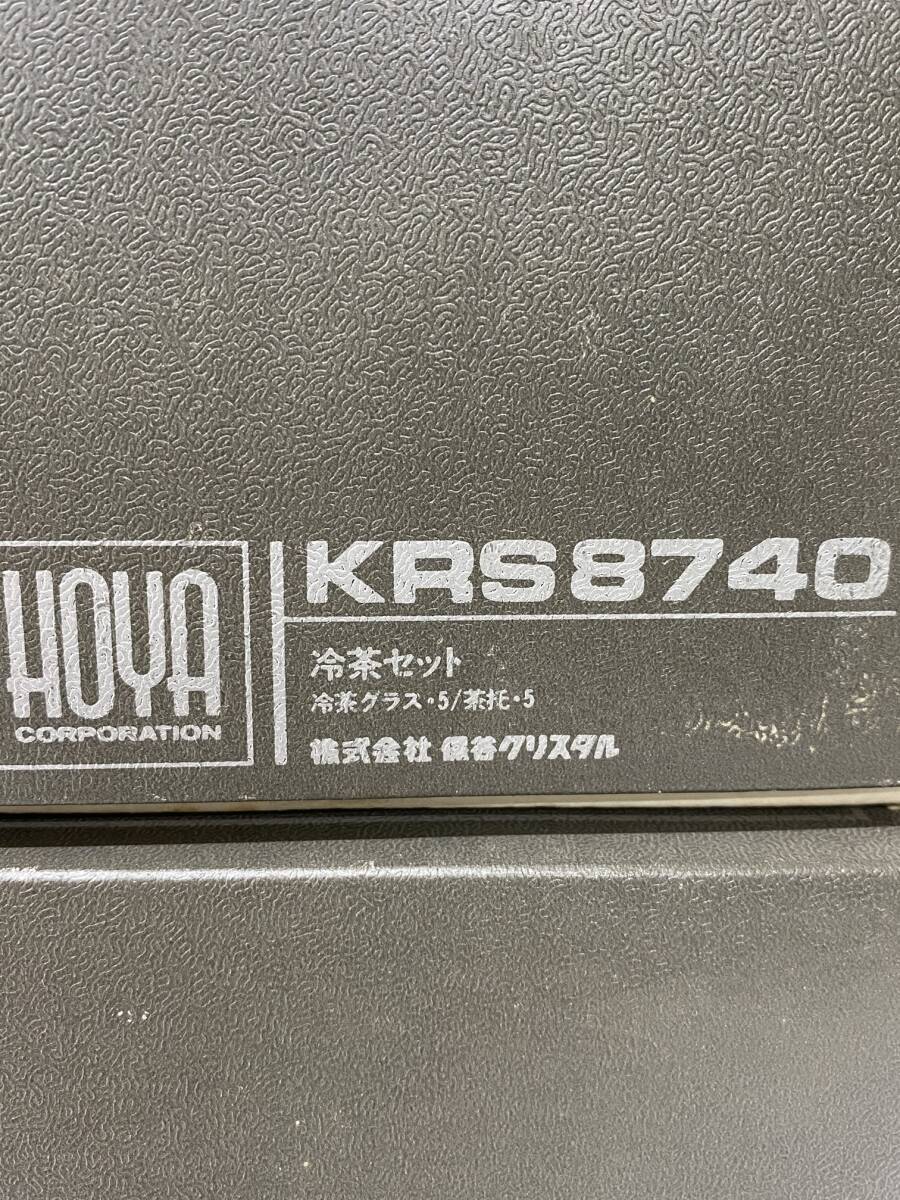 HOYA
CORPORATION
KRS8740
冷茶セット
冷茶グラス・5/茶托・5
株式会社 保谷クリスタル